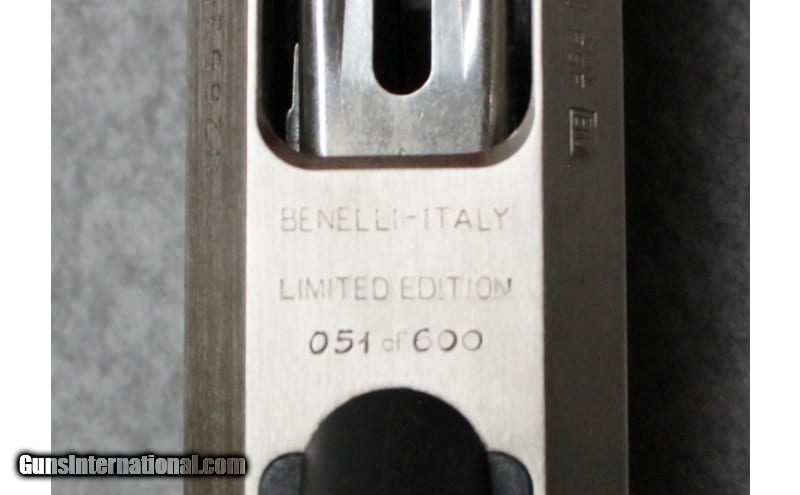 BENELLI-ITALY
LIMITED EDITION
051 of 600
GunsInternational.com